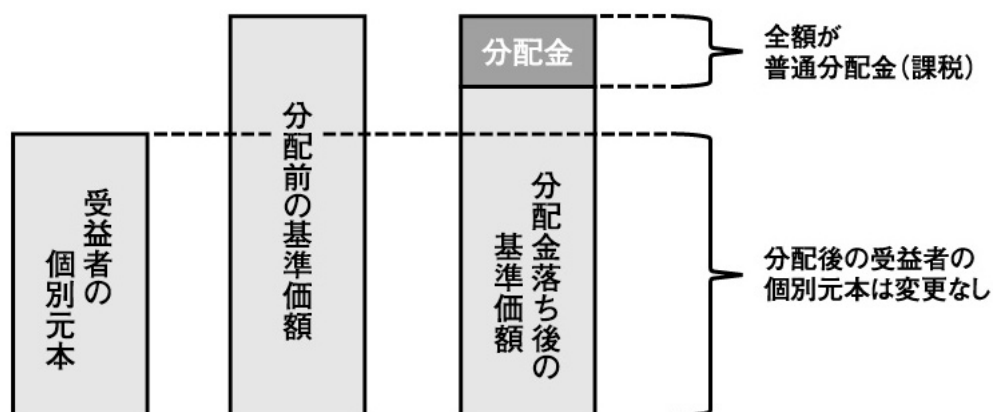 受益者の
個別元本
分配前の基準価額
分配金
分配金落ち後の
基準価額
全額が
普通分配金(課税)
分配後の受益者の
個別元本は変更なし